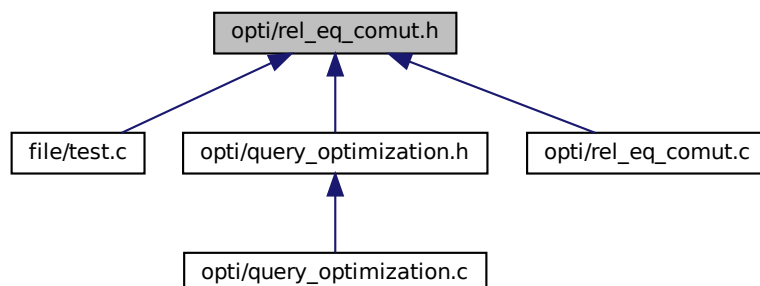 opti/rel_eq_comut.h
file/test.c
opti/query_optimization.h
opti/rel_eq_comut.c
opti/query_optimization.c